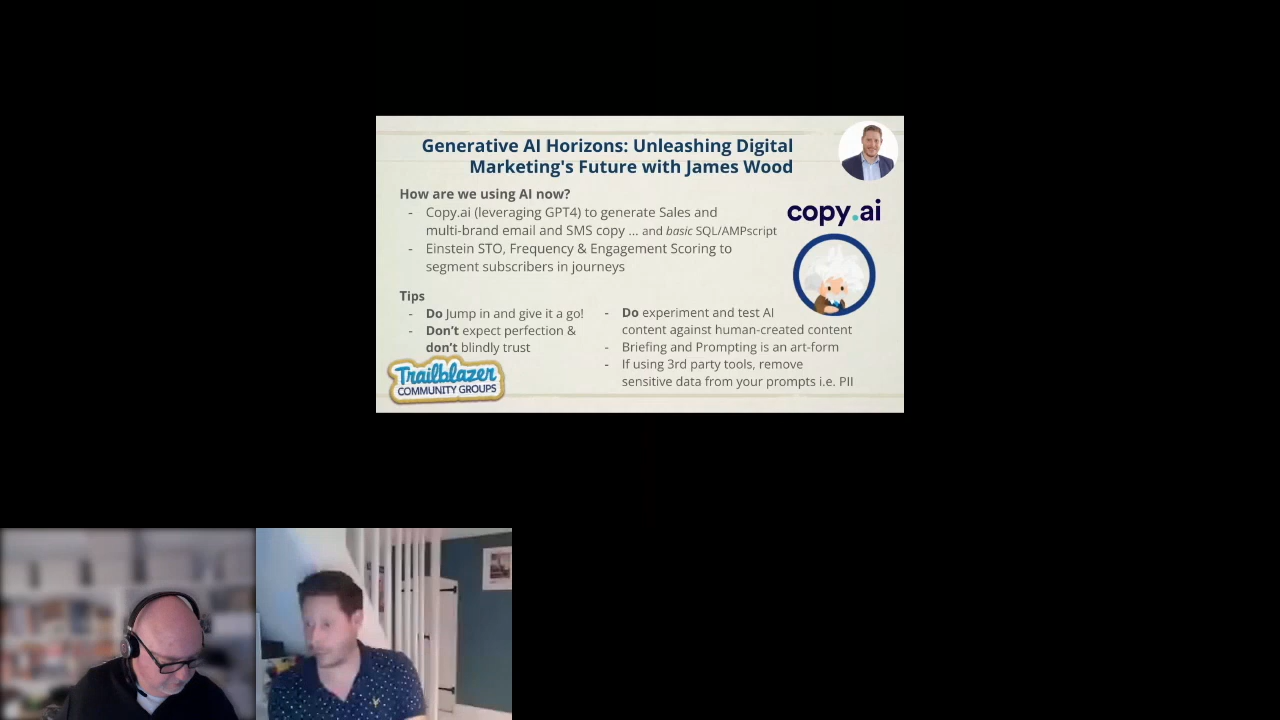 Generative AI Horizons: Unleashing Digital
Marketing's Future with James Wood
How are we using AI now?
- Copy.ai (leveraging GPT4) to generate Sales and
multi-brand email and SMS copy ... and basic SQL/AMPscript
- Einstein STO, Frequency & Engagement Scoring to
segment subscribers in journeys
copy.ai
Tips
- Do Jump in and give it a go!
- Don't expect perfection &
don't blindly trust
- Do experiment and test AI
content against human-created content
- Briefing and Prompting is an art-form
- If using 3rd party tools, remove
sensitive data from your prompts i.e. PII
Trailblazer
COMMUNITY GROUPS